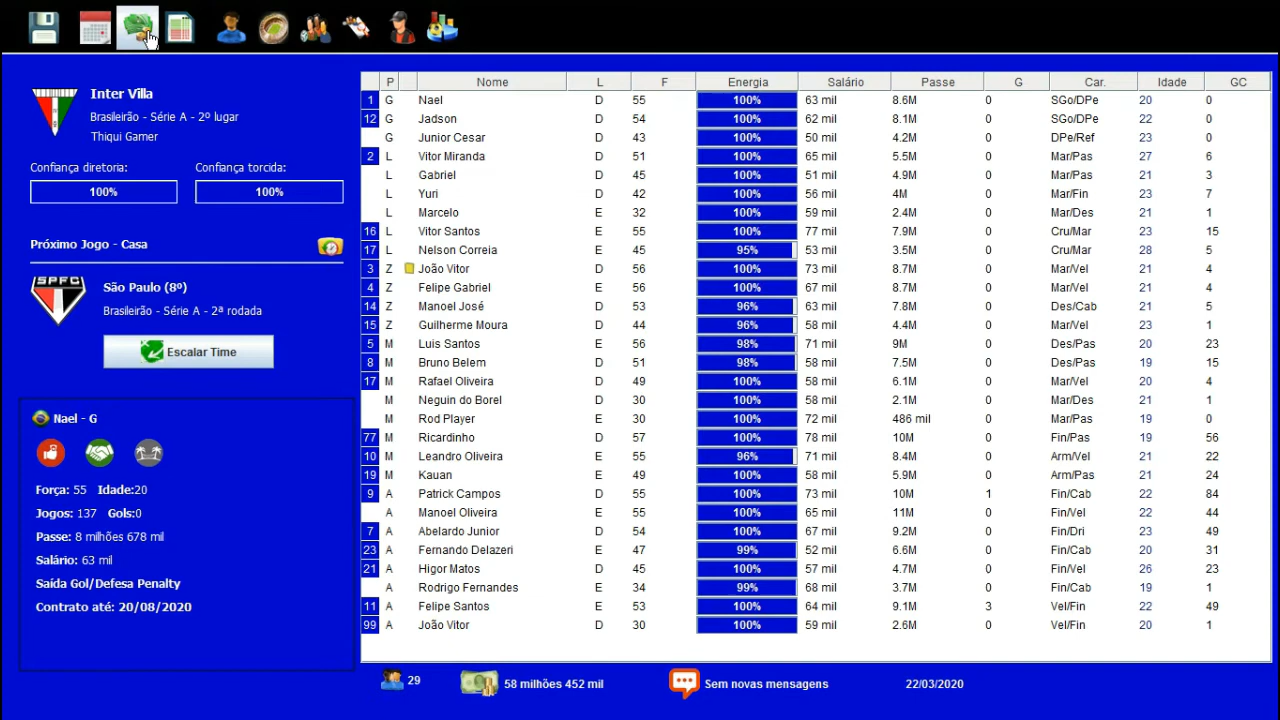 Inter Villa
Brasileirão - Série A - 2º lugar
Thiqui Gamer
Confiança diretoria: Confiança torcida:
100% 100%
Próximo Jogo - Casa
SPFC
São Paulo (8º)
Brasileirão - Série A - 2ª rodada
Escalar Time
Nael - G
Força: 55 Idade:20
Jogos: 137 Gols:0
Passe: 8 milhões 678 mil
Salário: 63 mil
Saída Gol/Defesa Penalty
Contrato até: 20/08/2020
P Nome L F Energia Salário Passe G Car. Idade GC
1 G Nael D 55 100% 63 mil 8.6M 0 SGo/DPe 20 0
12 G Jadson D 54 100% 62 mil 8.1M 0 SGo/DPe 22 0
G Junior Cesar D 43 100% 50 mil 4.2M 0 DPe/Ref 23 0
2 L Vitor Miranda D 51 100% 65 mil 5.5M 0 Mar/Pas 27 6
L Gabriel D 45 100% 51 mil 4.9M 0 Mar/Pas 21 3
L Yuri D 42 100% 56 mil 4M 0 Mar/Fin 23 7
L Marcelo E 32 100% 59 mil 2.4M 0 Mar/Des 21 1
16 L Vitor Santos E 55 100% 77 mil 7.9M 0 Cru/Mar 23 15
17 L Nelson Correia E 45 95% 53 mil 3.5M 0 Cru/Mar 28 5
3 Z João Vitor D 56 100% 73 mil 8.7M 0 Mar/Vel 21 4
4 Z Felipe Gabriel E 56 100% 67 mil 8.7M 0 Mar/Vel 21 4
14 Z Manoel José D 53 96% 63 mil 7.8M 0 Des/Cab 21 5
15 Z Guilherme Moura D 44 96% 58 mil 4.4M 0 Mar/Vel 23 1
5 M Luis Santos E 56 98% 71 mil 9M 0 Des/Pas 20 23
8 M Bruno Belem D 51 98% 58 mil 7.5M 0 Des/Pas 19 15
17 M Rafael Oliveira D 49 100% 58 mil 6.1M 0 Mar/Vel 20 4
M Neguin do Borel D 30 100% 58 mil 2.1M 0 Mar/Des 21 1
M Rod Player E 30 100% 72 mil 486 mil 0 Mar/Pas 19 0
77 M Ricardinho D 57 100% 78 mil 10M 0 Fin/Pas 19 56
10 M Leandro Oliveira E 55 96% 71 mil 8.4M 0 Arm/Vel 21 22
19 M Kauan E 49 100% 58 mil 5.9M 0 Arm/Pas 21 24
9 A Patrick Campos D 55 100% 73 mil 10M 1 Fin/Cab 22 84
A Manoel Oliveira E 55 100% 65 mil 11M 0 Fin/Vel 22 44
7 A Abelardo Junior D 54 100% 67 mil 9.2M 0 Fin/Dri 23 49
23 A Fernando Delazeri E 47 99% 52 mil 6.6M 0 Fin/Cab 20 31
21 A Higor Matos D 45 100% 57 mil 4.7M 0 Fin/Vel 26 23
A Rodrigo Fernandes E 34 99% 68 mil 3.7M 0 Fin/Cab 19 1
11 A Felipe Santos E 53 100% 64 mil 9.1M 3 Vel/Fin 22 49
99 A João Vitor D 30 100% 59 mil 2.6M 0 Vel/Fin 20 1
29 58 milhões 452 mil Sem novas mensagens 22/03/2020